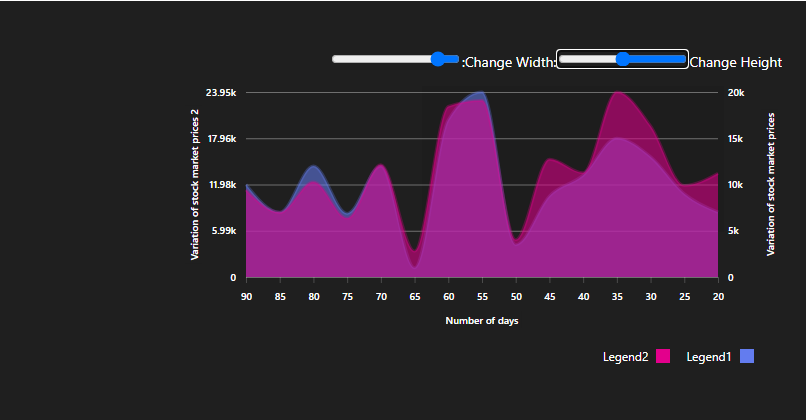 :Change Width:
Change Height
Variation of stock market prices 2
23.95k
17.96k
11.98k
5.99k
0
20k
15k
10k
5k
0
Variation of stock market prices
90 85 80 75 70 65 60 55 50 45 40 35 30 25 20
Number of days
Legend2 Legend1